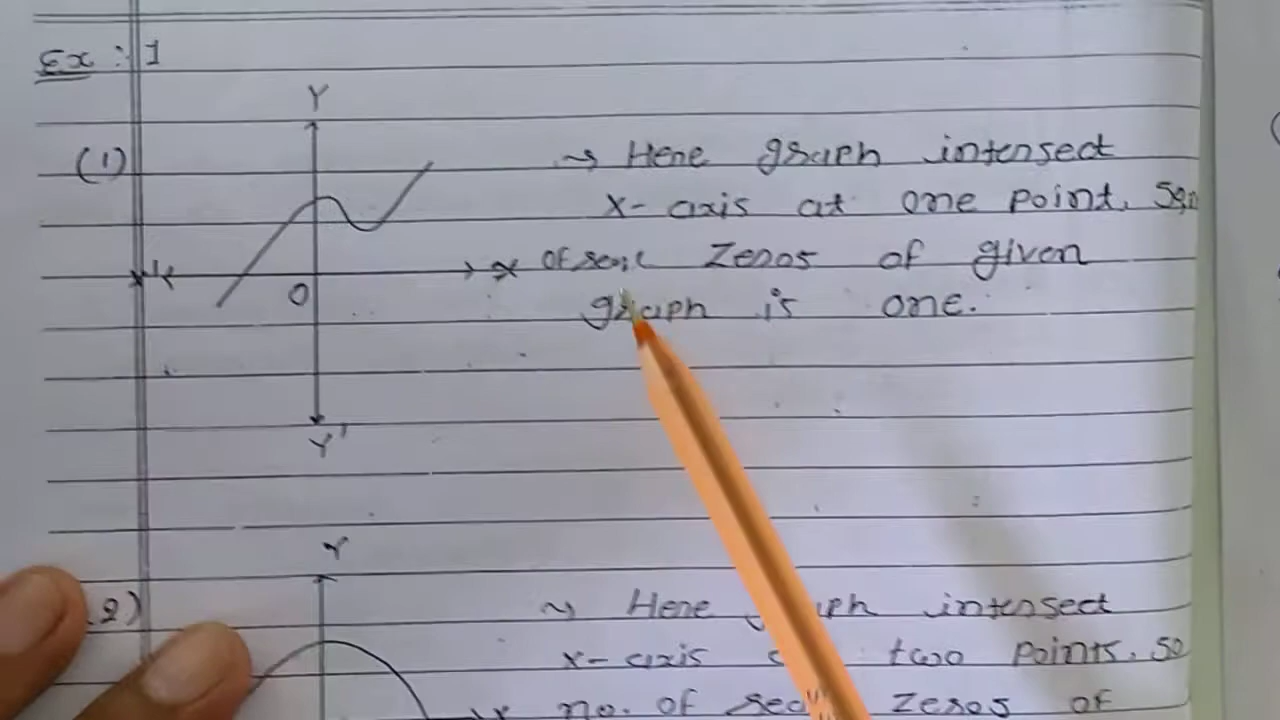 Ex : 1
(1)
Y
X
O
Y'
~> Here graph intersect
x-axis at one point. So
of real zeros of given
graph is one.
2)
Y
~> Here graph intersect
x-axis two points. so
X
no. of real zeros of